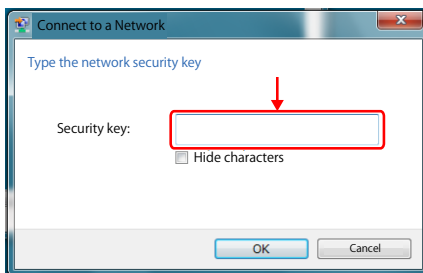 Connect to a Network
Type the network security key
Security key:
Hide characters
OK Cancel